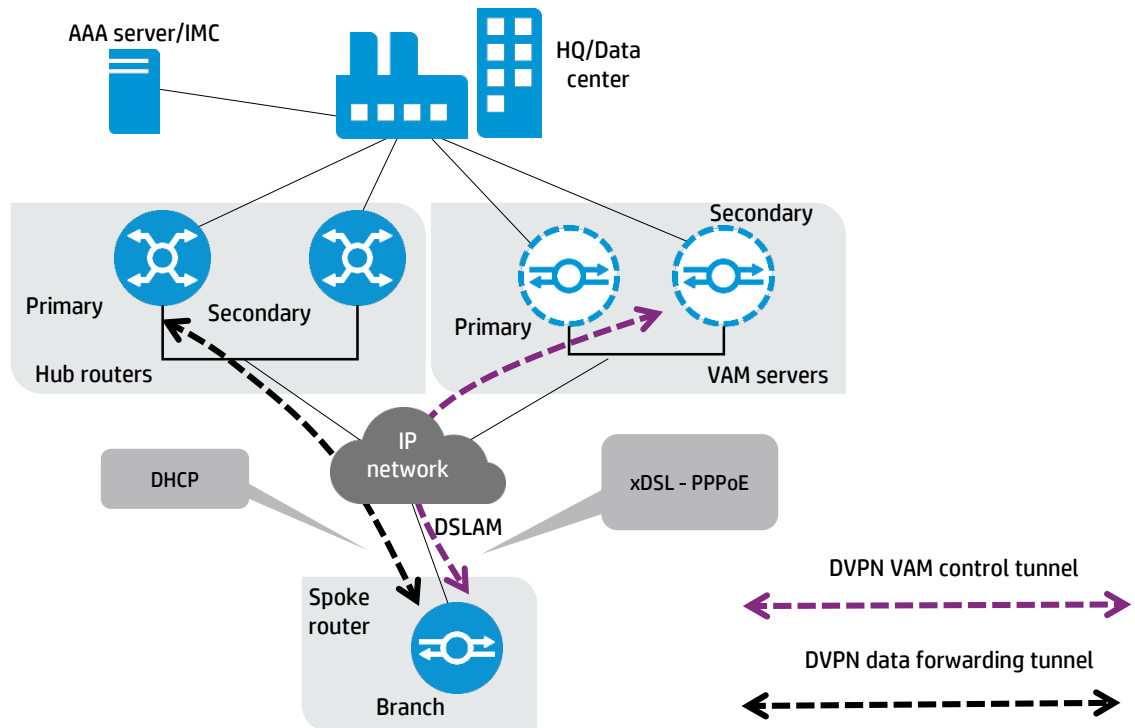 AAA server/IMC
HQ/Data
center
Secondary
Primary
Secondary
Primary
Hub routers
VAM servers
IP
network
DHCP
xDSL - PPPoE
DSLAM
DVPN VAM control tunnel
Spoke
router
DVPN data forwarding tunnel
Branch